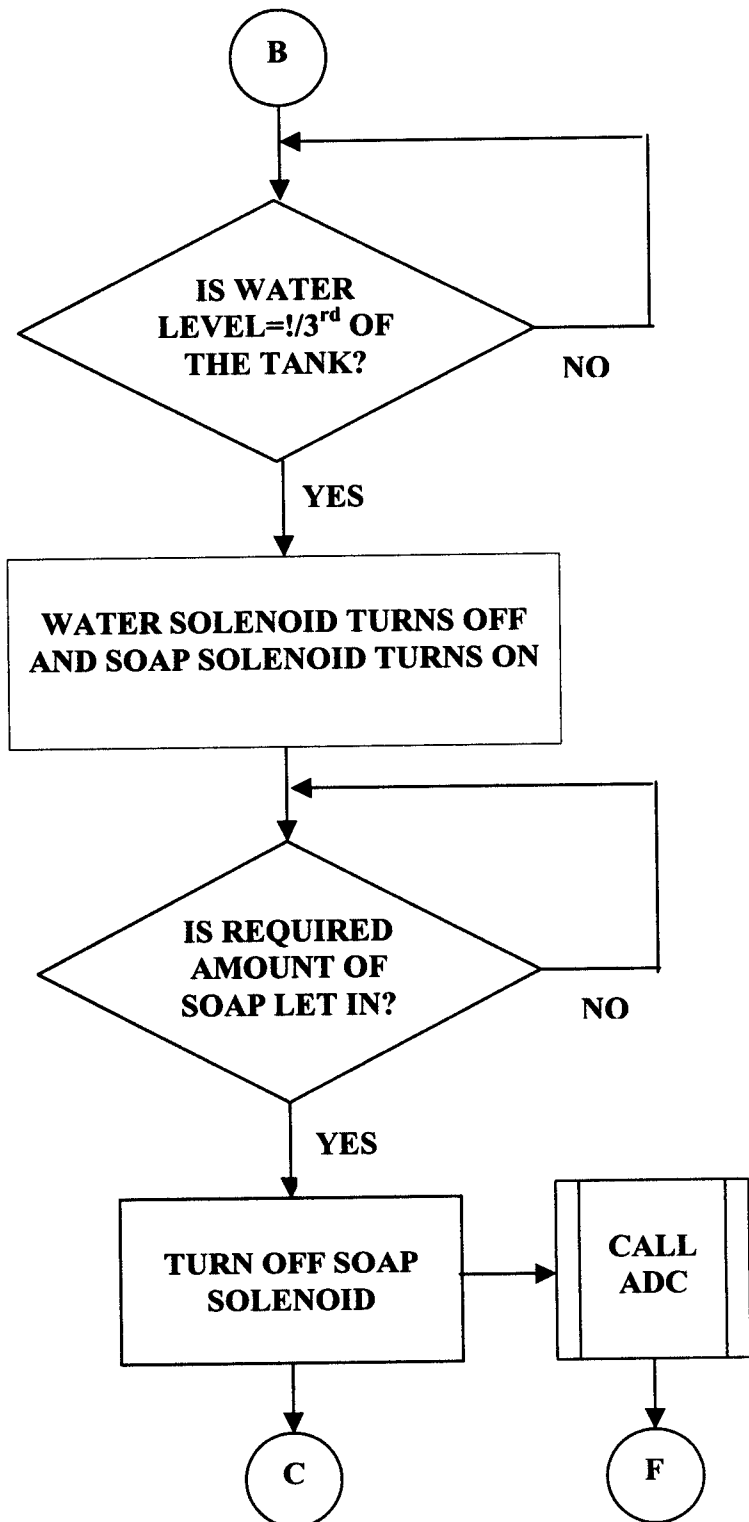 B
IS WATER
LEVEL=!/3rd OF
THE TANK?
NO
YES
WATER SOLENOID TURNS OFF
AND SOAP SOLENOID TURNS ON
IS REQUIRED
AMOUNT OF
SOAP LET IN?
NO
YES
TURN OFF SOAP
SOLENOID
CALL
ADC
C
F